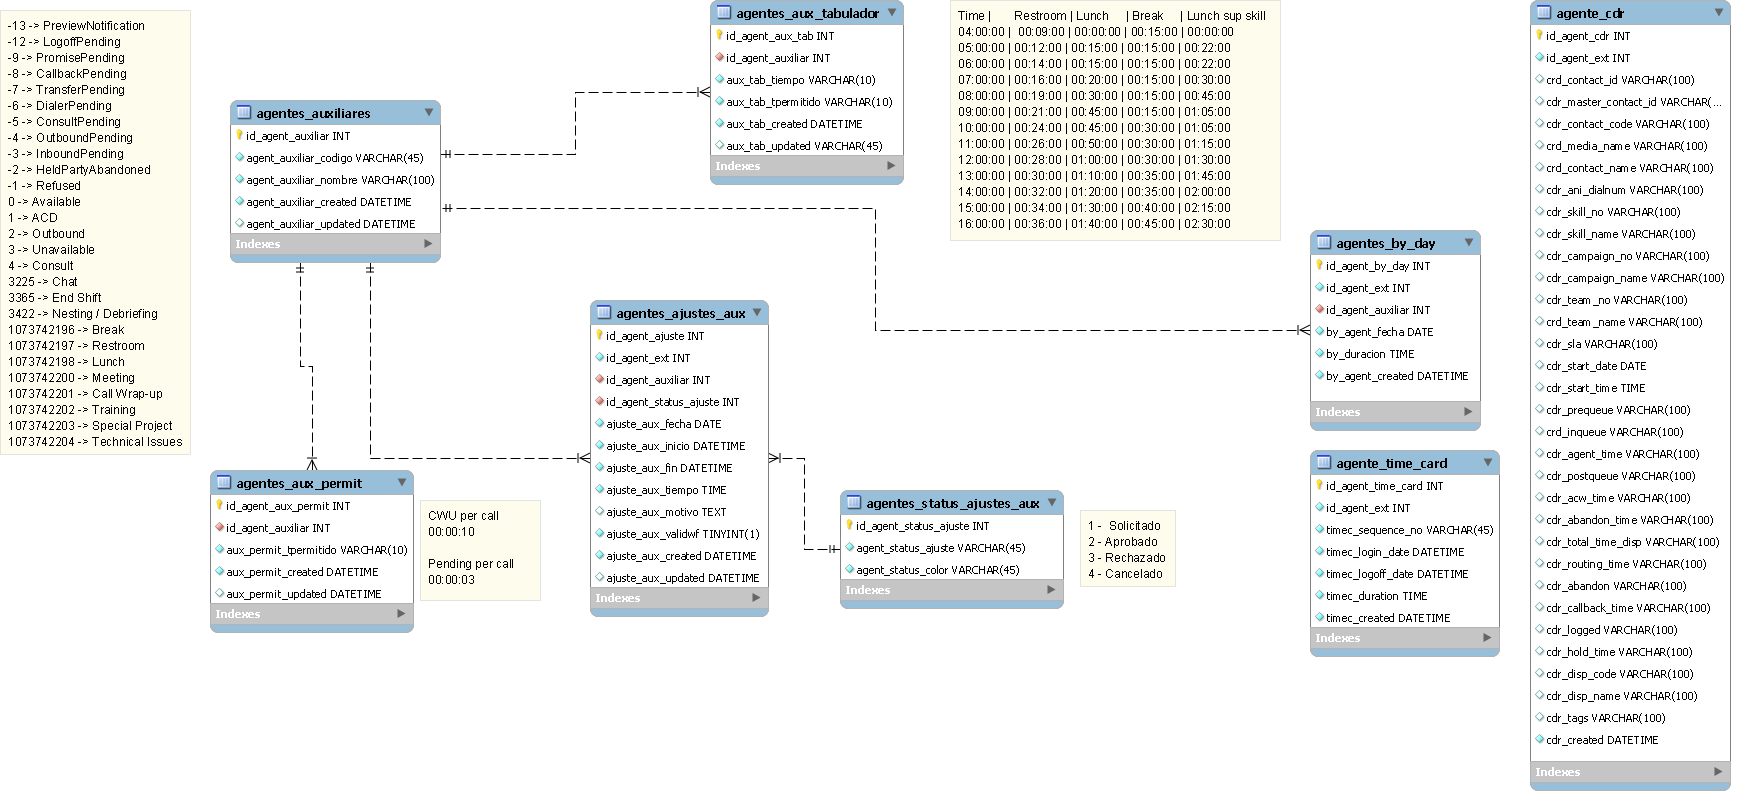 -13 -> PreviewNotification
-12 -> LogoffPending
-9 -> PromisePending
-8 -> CallbackPending
-7 -> TransferPending
-6 -> DialerPending
-5 -> ConsultPending
-4 -> OutboundPending
-3 -> InboundPending
-2 -> HeldPartyAbandoned
-1 -> Refused
0 -> Available
1 -> ACD
2 -> Outbound
3 -> Unavailable
4 -> Consult
3225 -> Chat
3365 -> End Shift
3422 -> Nesting / Debriefing
1073742196 -> Break
1073742197 -> Restroom
1073742198 -> Lunch
1073742200 -> Meeting
1073742201 -> Call Wrap-up
1073742202 -> Training
1073742203 -> Special Project
1073742204 -> Technical Issues
agentes_auxiliares
id_agent_auxiliar INT
agent_auxiliar_codigo VARCHAR(45)
agent_auxiliar_nombre VARCHAR(100)
agent_auxiliar_created DATETIME
agent_auxiliar_updated DATETIME
Indexes
agentes_aux_tabulador
id_agent_aux_tab INT
id_agent_auxiliar INT
aux_tab_tiempo VARCHAR(10)
aux_tab_tpermitido VARCHAR(10)
aux_tab_created DATETIME
aux_tab_updated VARCHAR(45)
Indexes
Time | Restroom | Lunch | Break | Lunch sup skill
04:00:00 | 00:09:00 | 00:00:00 | 00:15:00 | 00:00:00
05:00:00 | 00:12:00 | 00:15:00 | 00:15:00 | 00:22:00
06:00:00 | 00:14:00 | 00:15:00 | 00:15:00 | 00:22:00
07:00:00 | 00:16:00 | 00:20:00 | 00:15:00 | 00:30:00
08:00:00 | 00:19:00 | 00:30:00 | 00:15:00 | 00:45:00
09:00:00 | 00:21:00 | 00:45:00 | 00:15:00 | 01:05:00
10:00:00 | 00:24:00 | 00:45:00 | 00:30:00 | 01:05:00
11:00:00 | 00:26:00 | 00:50:00 | 00:30:00 | 01:15:00
12:00:00 | 00:28:00 | 01:00:00 | 00:30:00 | 01:30:00
13:00:00 | 00:30:00 | 01:10:00 | 00:35:00 | 01:45:00
14:00:00 | 00:32:00 | 01:20:00 | 00:35:00 | 02:00:00
15:00:00 | 00:34:00 | 01:30:00 | 00:40:00 | 02:15:00
16:00:00 | 00:36:00 | 01:40:00 | 00:45:00 | 02:30:00
agentes_by_day
id_agent_by_day INT
id_agent_ext INT
id_agent_auxiliar INT
by_agent_fecha DATE
by_duracion TIME
by_agent_created DATETIME
Indexes
agentes_ajustes_aux
id_agent_ajuste INT
id_agent_ext INT
id_agent_auxiliar INT
id_agent_status_ajuste INT
ajuste_aux_fecha DATE
ajuste_aux_inicio DATETIME
ajuste_aux_fin DATETIME
ajuste_aux_tiempo TIME
ajuste_aux_motivo TEXT
ajuste_aux_validwf TINYINT(1)
ajuste_aux_created DATETIME
ajuste_aux_updated DATETIME
Indexes
agentes_aux_permit
id_agent_aux_permit INT
id_agent_auxiliar INT
aux_permit_tpermitido VARCHAR(10)
aux_permit_created DATETIME
aux_permit_updated DATETIME
Indexes
CWU per call
00:00:10
Pending per call
00:00:03
agentes_status_ajustes_aux
id_agent_status_ajuste INT
agent_status_ajuste VARCHAR(45)
agent_status_color VARCHAR(45)
Indexes
1 - Solicitado
2 - Aprobado
3 - Rechazado
4 - Cancelado
agente_time_card
id_agent_time_card INT
id_agent_ext INT
timec_sequence_no VARCHAR(45)
timec_login_date DATETIME
timec_logoff_date DATETIME
timec_duration TIME
timec_created DATETIME
Indexes
agente_cdr
id_agent_cdr INT
id_agent_ext INT
crd_contact_id VARCHAR(100)
cdr_master_contact_id VARCHAR(...
cdr_contact_code VARCHAR(100)
crd_media_name VARCHAR(100)
crd_contact_name VARCHAR(100)
cdr_ani_dialnum VARCHAR(100)
cdr_skill_no VARCHAR(100)
cdr_skill_name VARCHAR(100)
cdr_campaign_no VARCHAR(100)
cdr_campaign_name VARCHAR(100)
cdr_team_no VARCHAR(100)
crd_team_name VARCHAR(100)
cdr_sla VARCHAR(100)
cdr_start_date DATE
cdr_start_time TIME
cdr_prequeue VARCHAR(100)
crd_inqueue VARCHAR(100)
cdr_agent_time VARCHAR(100)
cdr_postqueue VARCHAR(100)
cdr_acw_time VARCHAR(100)
cdr_abandon_time VARCHAR(100)
cdr_total_time_disp VARCHAR(100)
cdr_routing_time VARCHAR(100)
cdr_abandon VARCHAR(100)
cdr_callback_time VARCHAR(100)
cdr_logged VARCHAR(100)
cdr_hold_time VARCHAR(100)
cdr_disp_code VARCHAR(100)
cdr_disp_name VARCHAR(100)
cdr_tags VARCHAR(100)
cdr_created DATETIME
Indexes